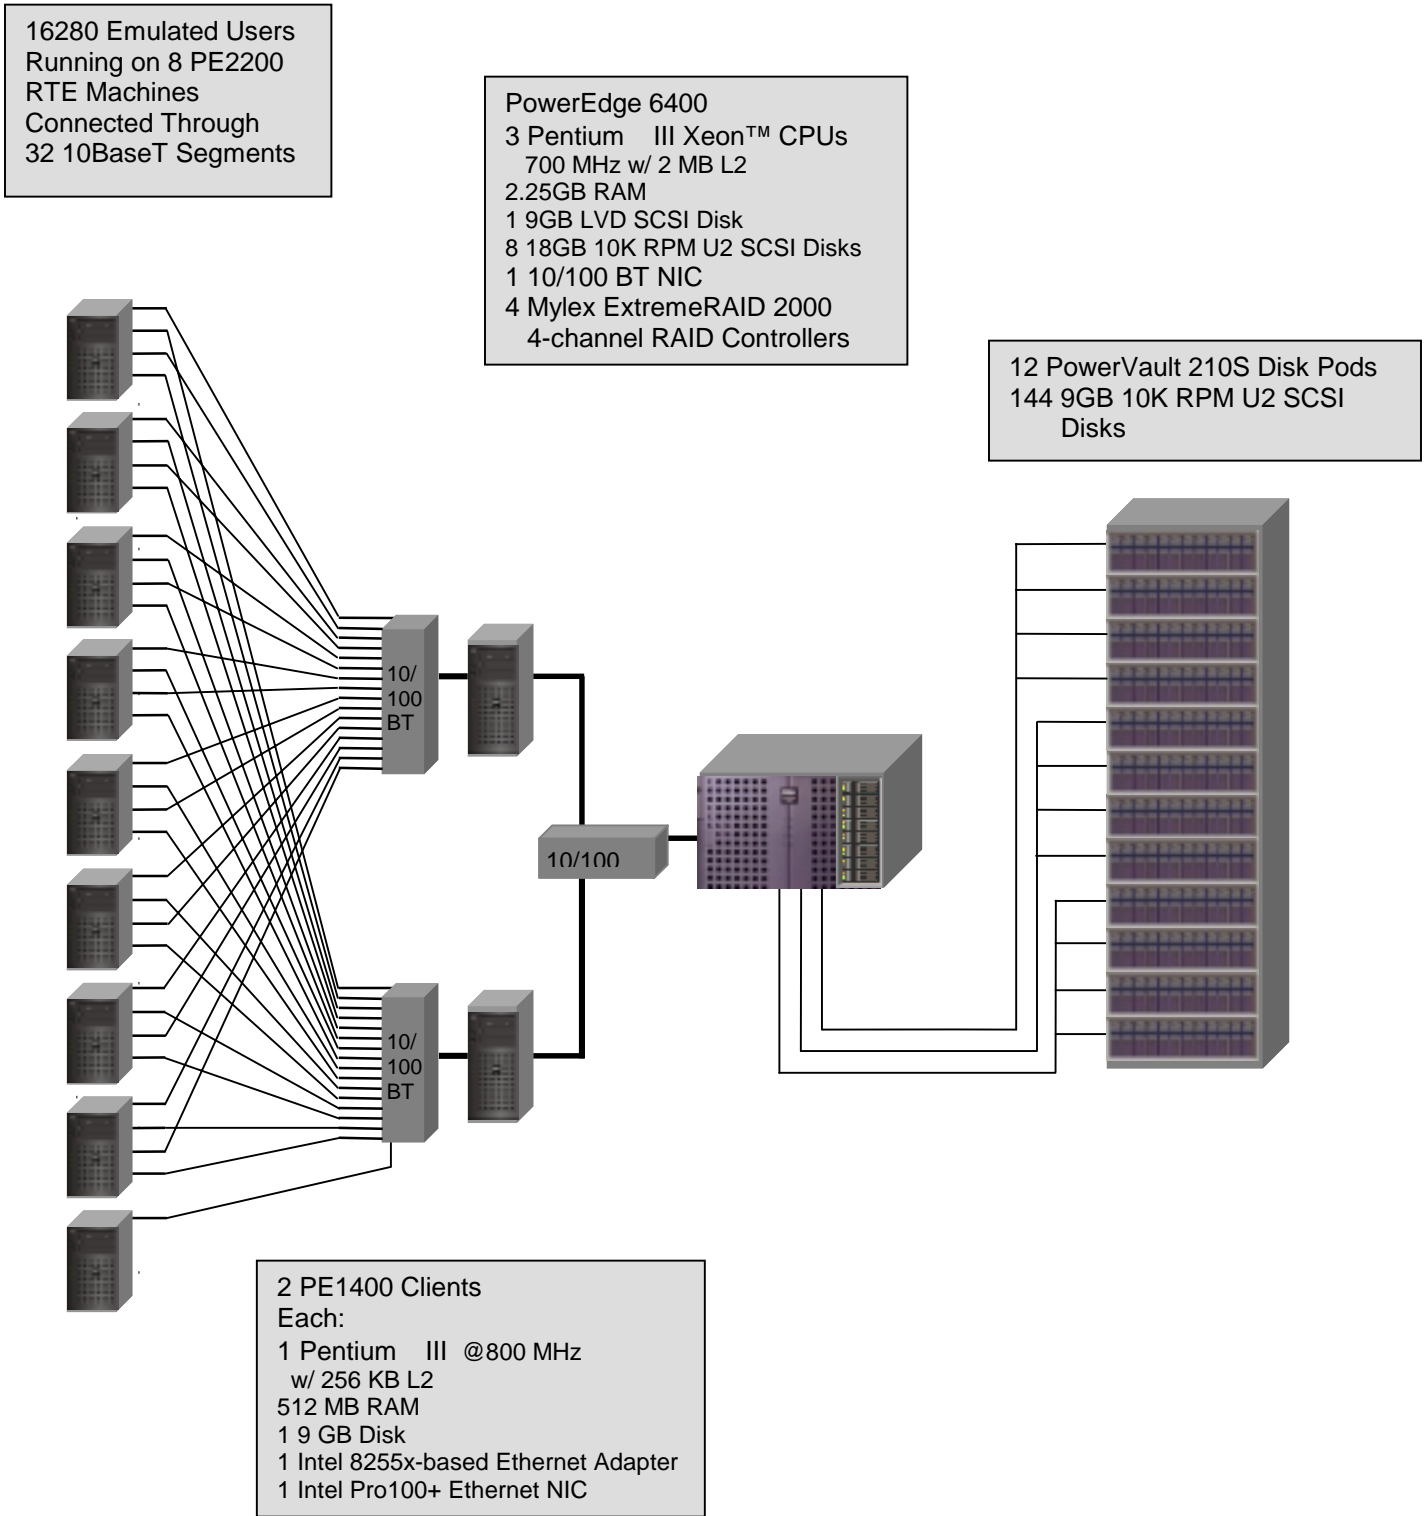 16280 Emulated Users
Running on 8 PE2200
RTE Machines
Connected Through
32 10BaseT Segments
PowerEdge 6400
3 Pentium III Xeon™ CPUs
700 MHz w/ 2 MB L2
2.25GB RAM
1 9GB LVD SCSI Disk
8 18GB 10K RPM U2 SCSI Disks
1 10/100 BT NIC
4 Mylex ExtremeRAID 2000
4-channel RAID Controllers
12 PowerVault 210S Disk Pods
144 9GB 10K RPM U2 SCSI
Disks
10/
100
BT
10/100
10/
100
BT
2 PE1400 Clients
Each:
1 Pentium III @800 MHz
w/ 256 KB L2
512 MB RAM
1 9 GB Disk
1 Intel 8255x-based Ethernet Adapter
1 Intel Pro100+ Ethernet NIC